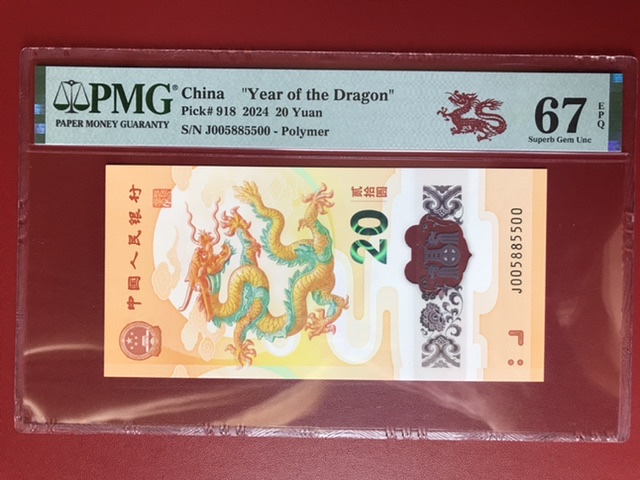 PMG®
PAPER MONEY GUARANTY
China "Year of the Dragon"
Pick# 918 2024 20 Yuan
S/N J005885500 - Polymer
67 EPQ
Superb Gem Unc
中国人民银行
贰拾圆
20
福
J005885500